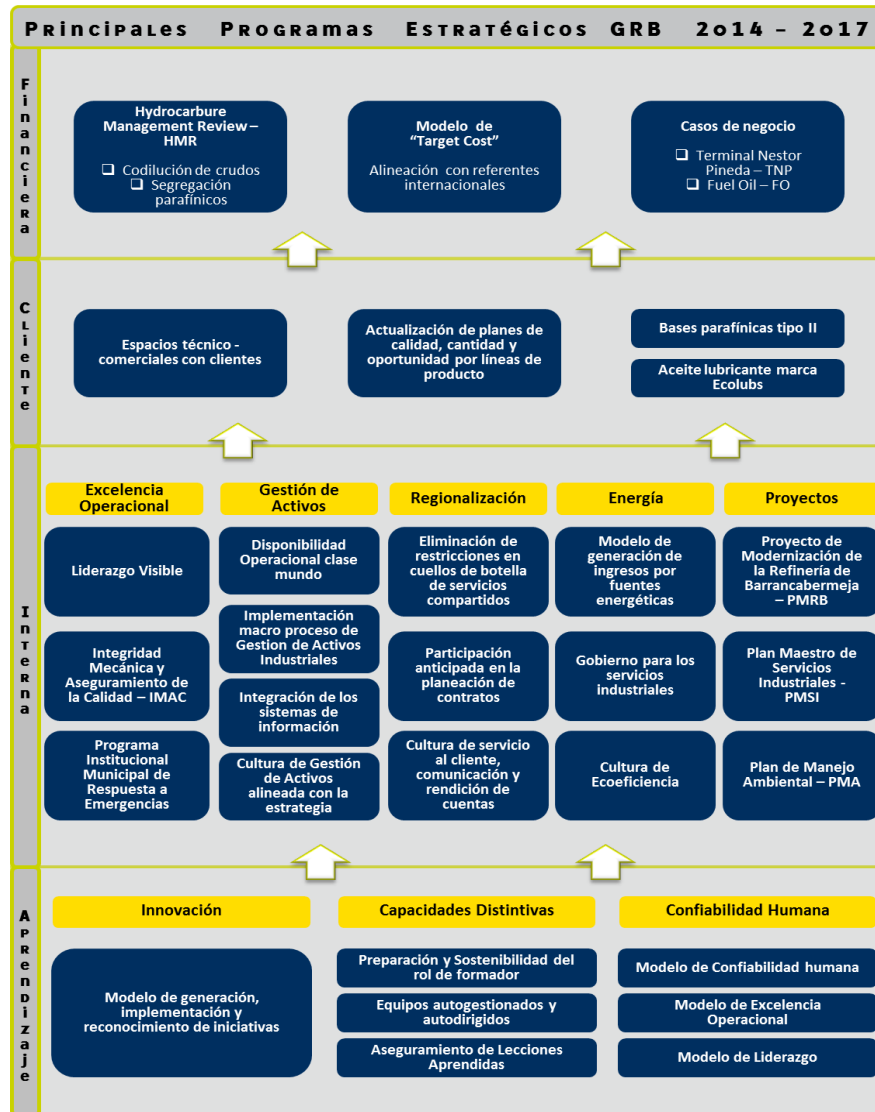 Principales Programas Estratégicos GRB 2014 – 2017
Financiera
Hydrocarbure
Management Review –
HMR
❑ Codilución de crudos
❑ Segregación
parafínicos
Modelo de
“Target Cost”
Alineación con referentes
internacionales
Casos de negocio
❑ Terminal Nestor
Pineda – TNP
❑ Fuel Oil – FO
Cliente
Espacios técnico -
comerciales con clientes
Actualización de planes de
calidad, cantidad y
oportunidad por líneas de
producto
Bases parafínicas tipo II
Aceite lubricante marca
Ecolubs
Interna
Excelencia
Operacional
Liderazgo Visible
Integridad
Mecánica y
Aseguramiento de
la Calidad – IMAC
Programa
Institucional
Municipal de
Respuesta a
Emergencias
Gestión de
Activos
Disponibilidad
Operacional clase
mundo
Implementación
macro proceso de
Gestion de Activos
Industriales
Integración de los
sistemas de
información
Cultura de Gestión
de Activos
alineada con la
estrategia
Regionalización
Eliminación de
restricciones en
cuellos de botella
de servicios
compartidos
Participación
anticipada en la
planeación de
contratos
Cultura de servicio
al cliente,
comunicación y
rendición de
cuentas
Energía
Modelo de
generación de
ingresos por
fuentes
energéticas
Gobierno para los
servicios
industriales
Cultura de
Ecoeficiencia
Proyectos
Proyecto de
Modernización de
la Refinería de
Barrancabermeja
– PMRB
Plan Maestro de
Servicios
Industriales -
PMSI
Plan de Manejo
Ambiental – PMA
Aprendizaje
Innovación
Modelo de generación,
implementación y
reconocimiento de iniciativas
Capacidades Distintivas
Preparación y Sostenibilidad del
rol de formador
Equipos autogestionados y
autodirigidos
Aseguramiento de Lecciones
Aprendidas
Confiabilidad Humana
Modelo de Confiabilidad humana
Modelo de Excelencia
Operacional
Modelo de Liderazgo